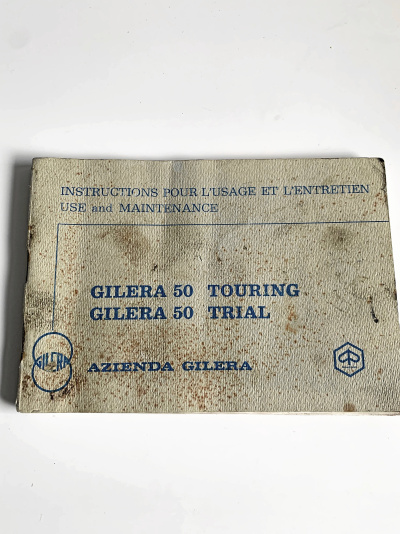 INSTRUCTIONS POUR L'USAGE ET L'ENTRETIEN
USE and MAINTENANCE
GILERA 50 TOURING
GILERA 50 TRIAL
GILERA
AZIENDA GILERA